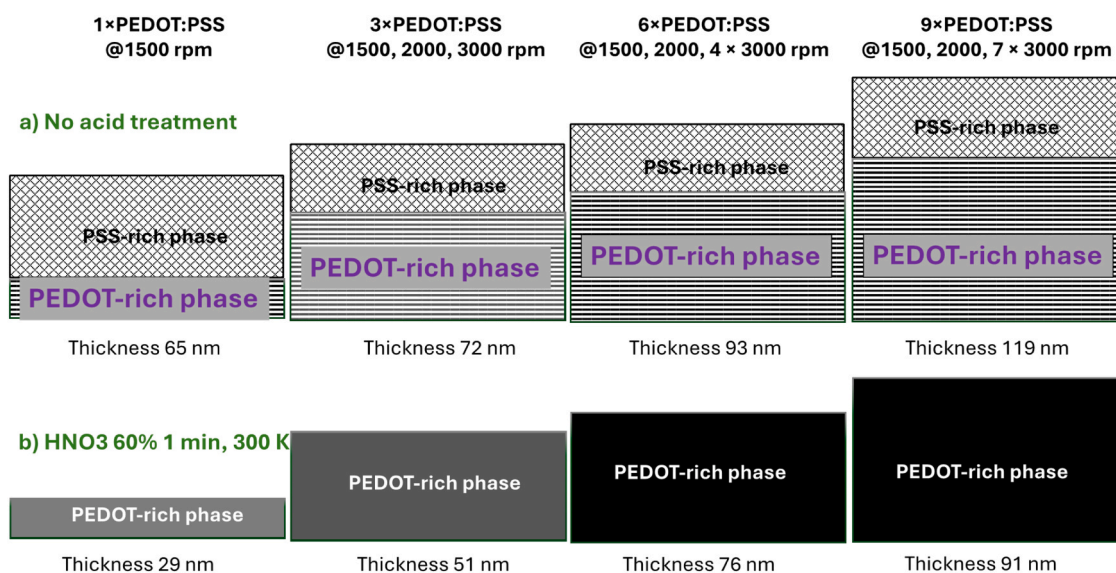 1×PEDOT:PSS
@1500 rpm
3×PEDOT:PSS
@1500, 2000, 3000 rpm
6×PEDOT:PSS
@1500, 2000, 4 × 3000 rpm
9×PEDOT:PSS
@1500, 2000, 7 × 3000 rpm
a) No acid treatment
PSS-rich phase
PEDOT-rich phase
Thickness 65 nm
PSS-rich phase
PEDOT-rich phase
Thickness 72 nm
PSS-rich phase
PEDOT-rich phase
Thickness 93 nm
PSS-rich phase
PEDOT-rich phase
Thickness 119 nm
b) HNO3 60% 1 min, 300 K
PEDOT-rich phase
Thickness 29 nm
PEDOT-rich phase
Thickness 51 nm
PEDOT-rich phase
Thickness 76 nm
PEDOT-rich phase
Thickness 91 nm